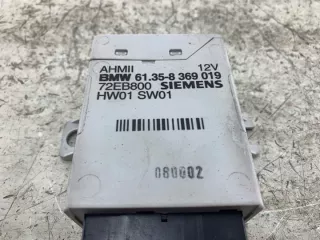 AHMII 12V
BMW 61.35-8 369 019
72EB800 SIEMENS
HW01 SW01
080002